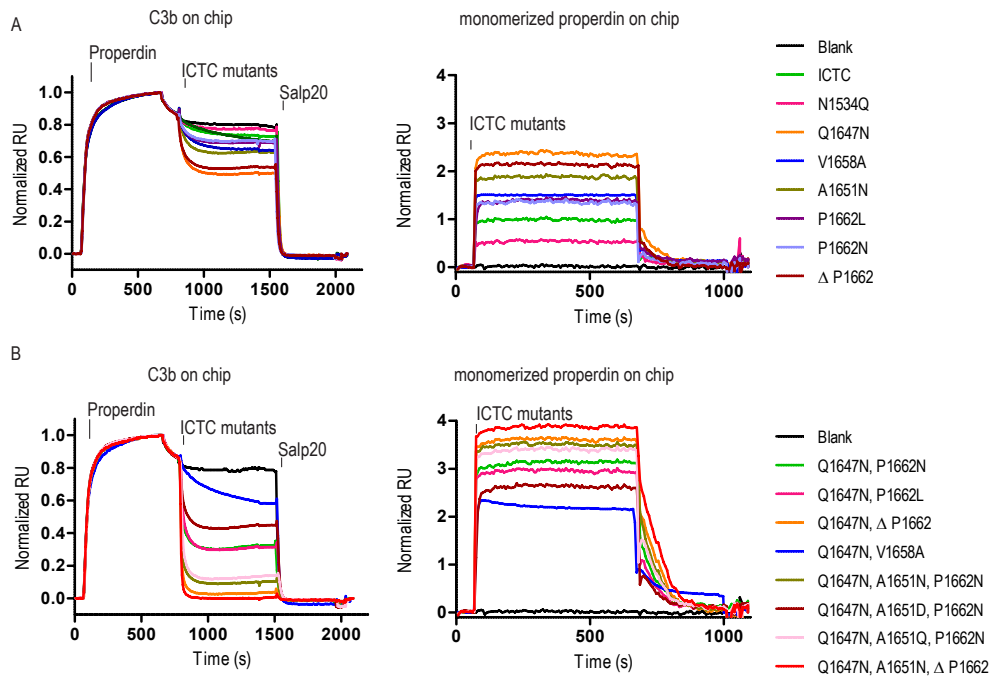 A
C3b on chip
monomerized properdin on chip
Properdin
ICTC mutants
Salp20
ICTC mutants
Normalized RU
1.0
0.8
0.6
0.4
0.2
0.0
0 500 1000 1500 2000
Time (s)
Normalized RU
4
3
2
1
0
0 500 1000
Time (s)
Blank
ICTC
N1534Q
Q1647N
V1658A
A1651N
P1662L
P1662N
Δ P1662
B
C3b on chip
monomerized properdin on chip
Properdin
ICTC mutants
Salp20
ICTC mutants
Normalized RU
1.0
0.8
0.6
0.4
0.2
0.0
0 500 1000 1500 2000
Time (s)
Normalized RU
4
3
2
1
0
0 500 1000
Time (s)
Blank
Q1647N, P1662N
Q1647N, P1662L
Q1647N, Δ P1662
Q1647N, V1658A
Q1647N, A1651N, P1662N
Q1647N, A1651D, P1662N
Q1647N, A1651Q, P1662N
Q1647N, A1651N, Δ P1662